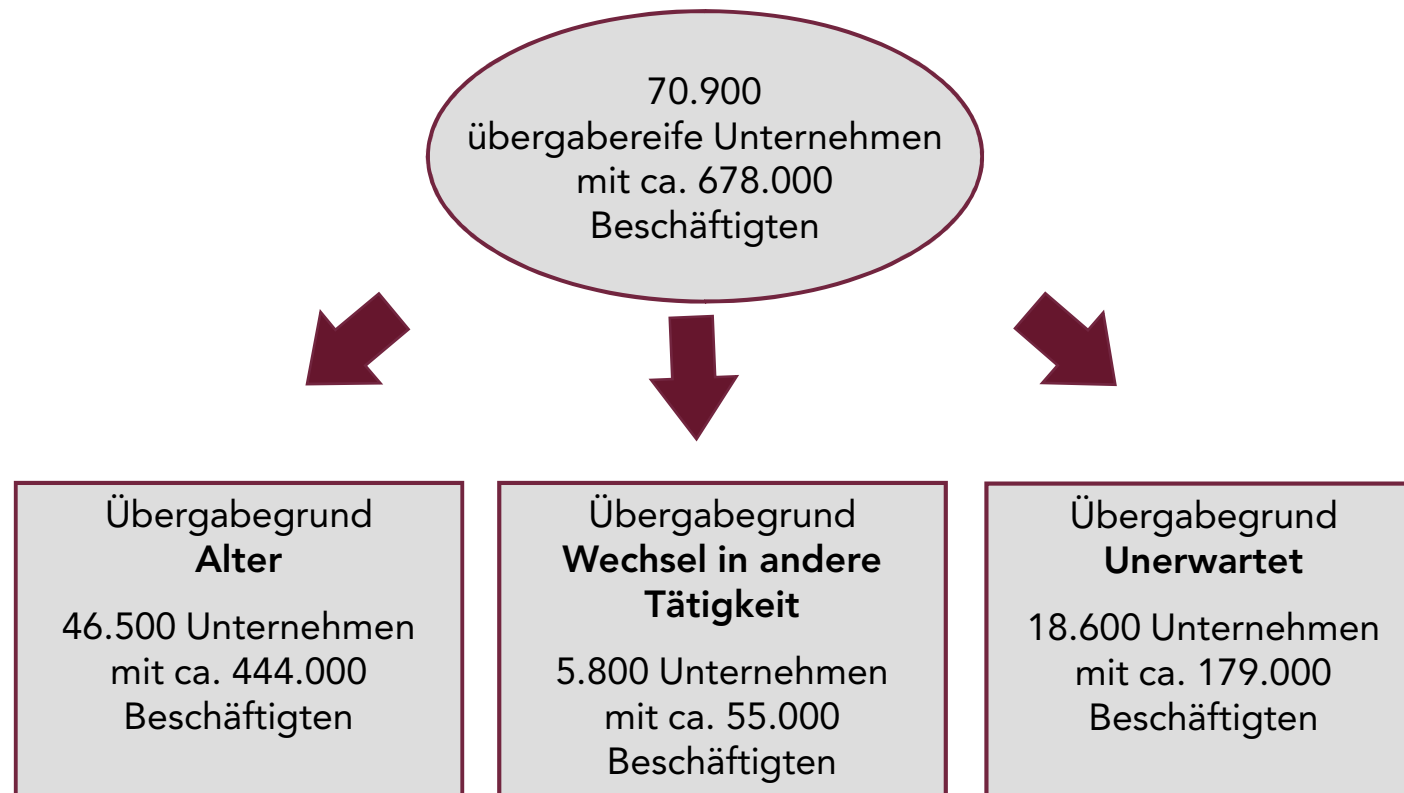 70.900
übergabereife Unternehmen
mit ca. 678.000
Beschäftigten
Übergabegrund
Alter
46.500 Unternehmen
mit ca. 444.000
Beschäftigten
Übergabegrund
Wechsel in andere
Tätigkeit
5.800 Unternehmen
mit ca. 55.000
Beschäftigten
Übergabegrund
Unerwartet
18.600 Unternehmen
mit ca. 179.000
Beschäftigten